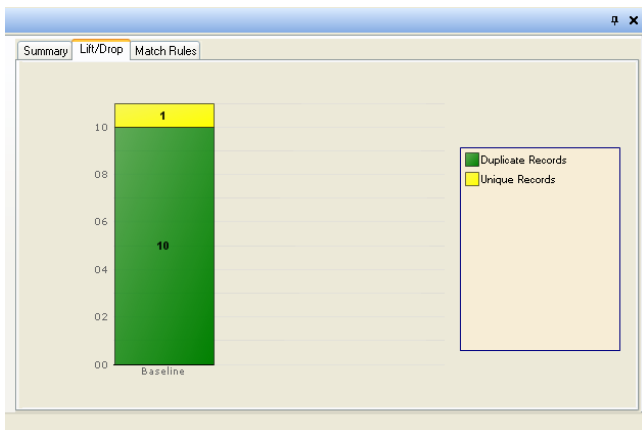 Summary Lift/Drop Match Rules
1
10
08
06
04
02
00
10
Baseline
Duplicate Records
Unique Records